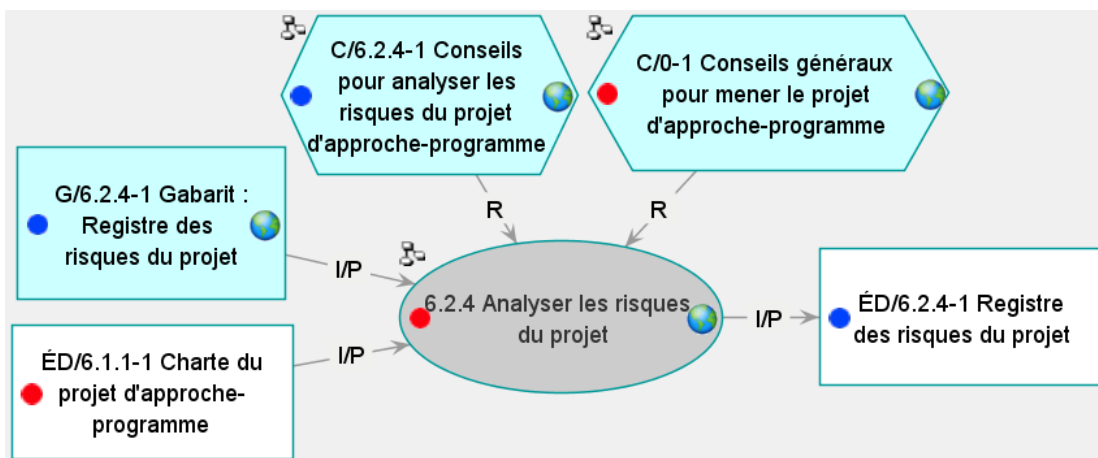 C/6.2.4-1 Conseils
pour analyser les
risques du projet
d'approche-programme
C/0-1 Conseils généraux
pour mener le projet
d'approche-programme
G/6.2.4-1 Gabarit :
Registre des
risques du projet
R
R
I/P
6.2.4 Analyser les risques
du projet
I/P
ÉD/6.2.4-1 Registre
des risques du projet
I/P
ÉD/6.1.1-1 Charte du
projet d'approche-
programme